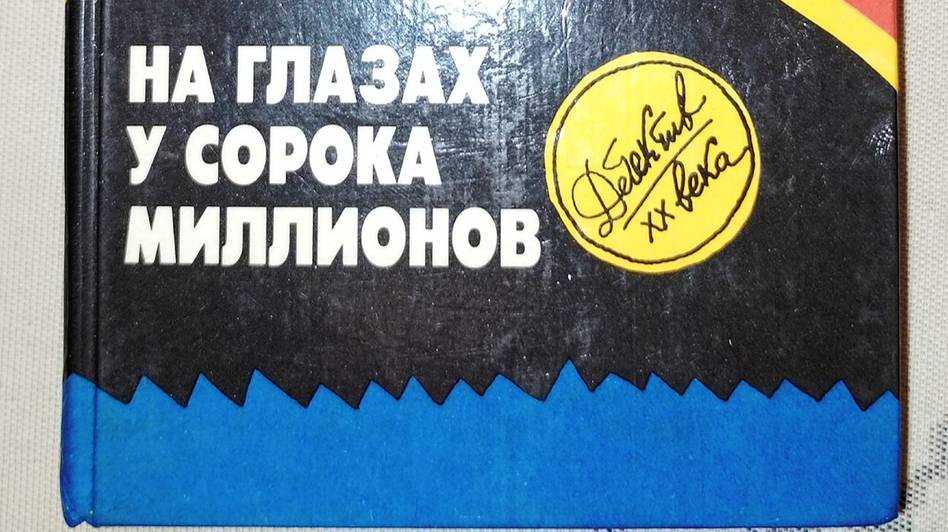 НА ГЛАЗАХ
У СОРОКА
МИЛЛИОНОВ
Детектив
XX века